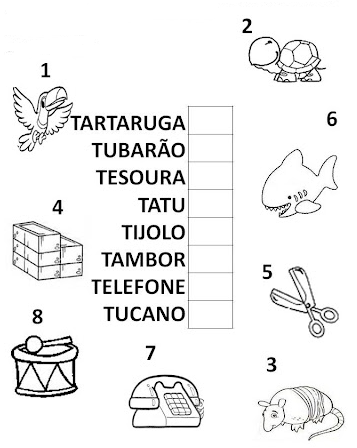 2
1
6
TARTARUGA
TUBARÃO
TESOURA
TATU
4
TIJOLO
TAMBOR
5
TELEFONE
TUCANO
8
7
3